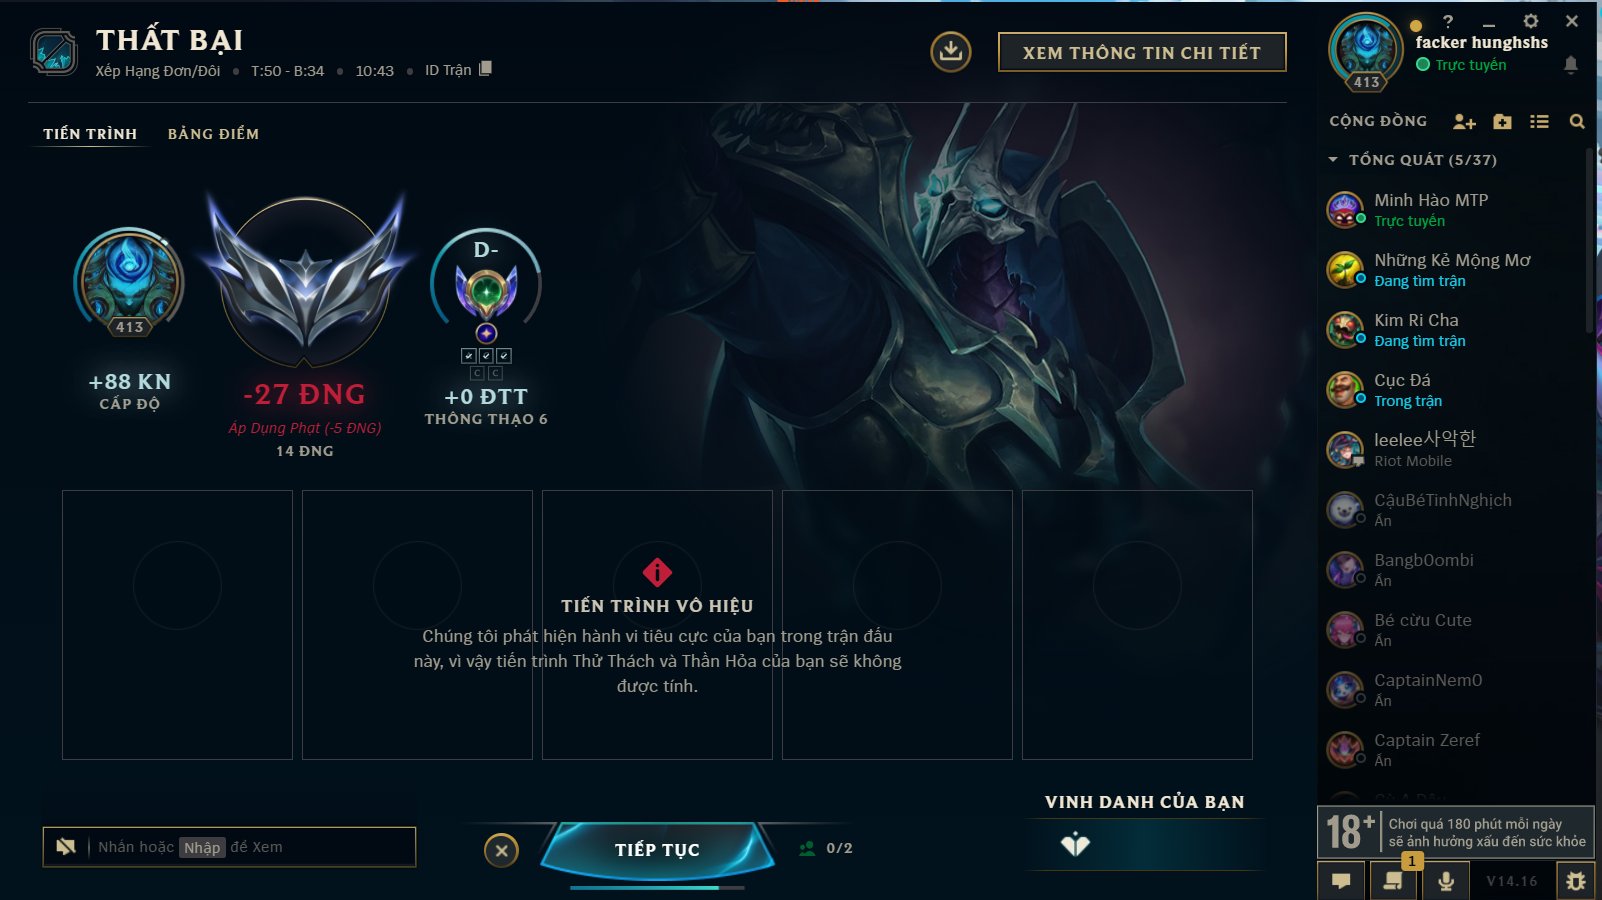 THẤT BẠI
Xếp Hạng Đơn/Đôi • T:50 - B:34 • 10:43 • ID Trận
XEM THÔNG TIN CHI TIẾT
TIẾN TRÌNH
BẢNG ĐIỂM
413
+88 KN
CẤP ĐỘ
-27 ĐNG
Áp Dụng Phạt (-5 ĐNG)
14 ĐNG
D-
C C
+0 ĐTT
THÔNG THẠO 6
TIẾN TRÌNH VÔ HIỆU
Chúng tôi phát hiện hành vi tiêu cực của bạn trong trận đấu
này, vì vậy tiến trình Thử Thách và Thần Hỏa của bạn sẽ không
được tính.
Nhấn hoặc Nhập để Xem
TIẾP TỤC
0/2
VINH DANH CỦA BẠN
?
facker hunghshs
Trực tuyến
413
CỘNG ĐỒNG
TỔNG QUÁT (5/37)
Minh Hào MTP
Trực tuyến
Những Kẻ Mộng Mơ
Đang tìm trận
Kim Ri Cha
Đang tìm trận
Cục Đá
Trong trận
leelee사악한
Riot Mobile
CậuBéTinhNghịch
Ẩn
Bangb0ombi
Ẩn
Bé cừu Cute
Ẩn
CaptainNem0
Ẩn
Captain Zeref
Ẩn
18+
Chơi quá 180 phút mỗi ngày
sẽ ảnh hưởng xấu đến sức khỏe
1
V14.16